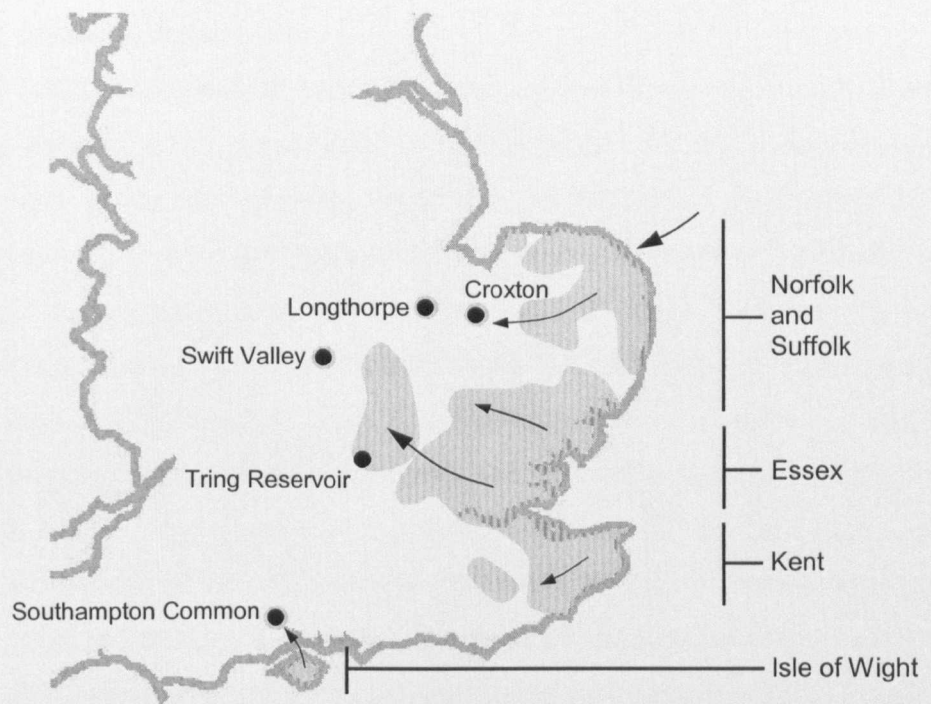 Croxton
Longthorpe
Swift Valley
Tring Reservoir
Southampton Common
Norfolk
and
Suffolk
Essex
Kent
Isle of Wight